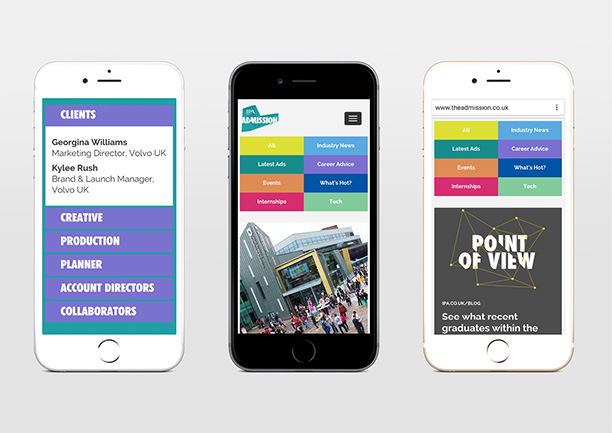 CLIENTS
Georgina Williams
Marketing Director, Volvo UK
Kylee Rush
Brand & Launch Manager,
Volvo UK
CREATIVE
PRODUCTION
PLANNER
ACCOUNT DIRECTORS
COLLABORATORS
IPA
ADMISSION
All
Industry News
Latest Ads
Career Advice
Events
What's Hot?
Internships
Tech
www.theadmission.co.uk
All
Industry News
Latest Ads
Career Advice
Events
What's Hot?
Internships
Tech
POINT
OF VIEW
IPA.CO.UK/BLOG
See what recent
graduates within the